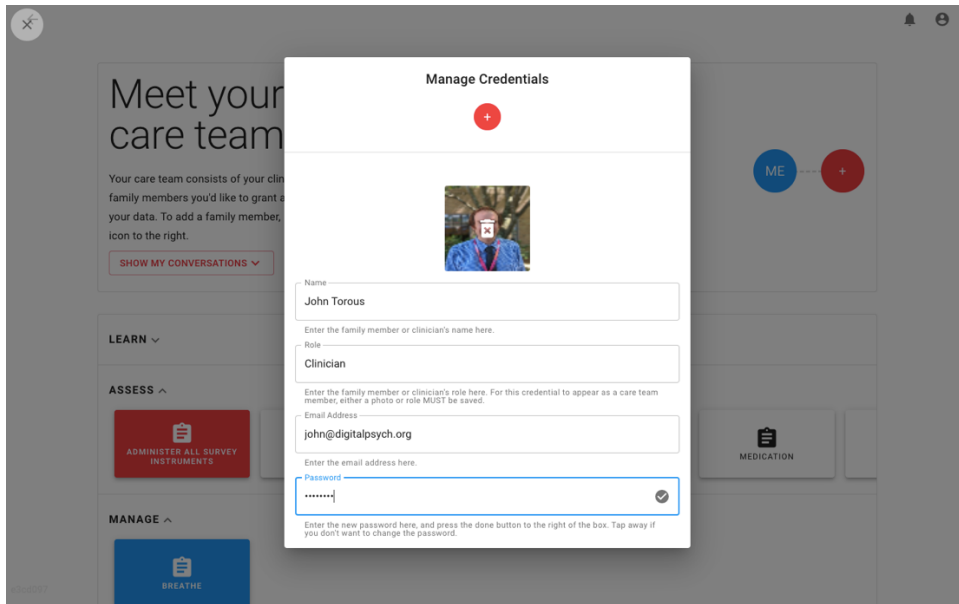 Manage Credentials
+
Meet your
care team
Your care team consists of your clin
family members you'd like to grant a
your data. To add a family member,
icon to the right.
SHOW MY CONVERSATIONS
ME
+
Name
John Torous
Enter the family member or clinician's name here.
Role
Clinician
Enter the family member or clinician's role here. For this credential to appear as a care team
member, either a photo or role MUST be saved.
Email Address
john@digitalpsych.org
Enter the email address here.
Password
••••••••
Enter the new password here, and press the done button to the right of the box. Tap away if
you don't want to change the password.
LEARN
ASSESS
ADMINISTER ALL SURVEY
INSTRUMENTS
MEDICATION
MANAGE
BREATHE